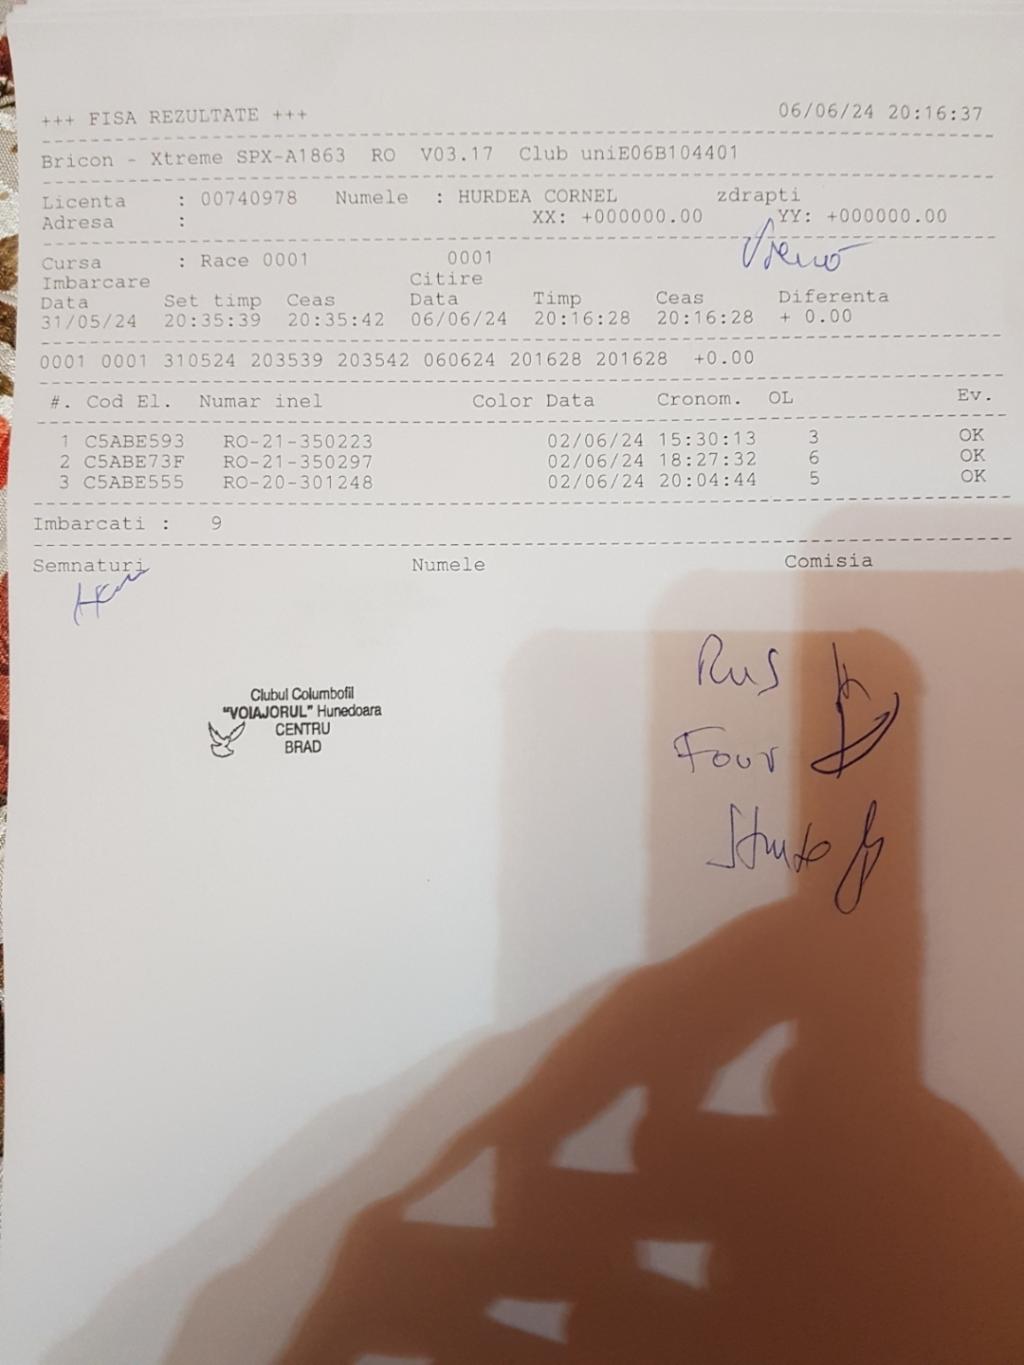 +++ FISA REZULTATE +++ 06/06/24 20:16:37
Bricon - Xtreme SPX-A1863 RO V03.17 Club uniE06B104401
Licenta : 00740978 Numele : HURDEA CORNEL zdrapti
Adresa : XX: +000000.00 YY: +000000.00
Cursa : Race 0001 0001
Imbarcare Citire
Data Set timp Ceas Data Timp Ceas Diferenta
31/05/24 20:35:39 20:35:42 06/06/24 20:16:28 20:16:28 + 0.00
0001 0001 310524 203539 203542 060624 201628 201628 +0.00
#. Cod El. Numar inel Color Data Cronom. OL Ev.
1 C5ABE593 RO-21-350223 02/06/24 15:30:13 3 OK
2 C5ABE73F RO-21-350297 02/06/24 18:27:32 6 OK
3 C5ABE555 RO-20-301248 02/06/24 20:04:44 5 OK
Imbarcati : 9
Semnaturi Numele Comisia
Rus
Clubul Columbofil
"VOIAJORUL" Hunedoara
CENTRU
BRAD